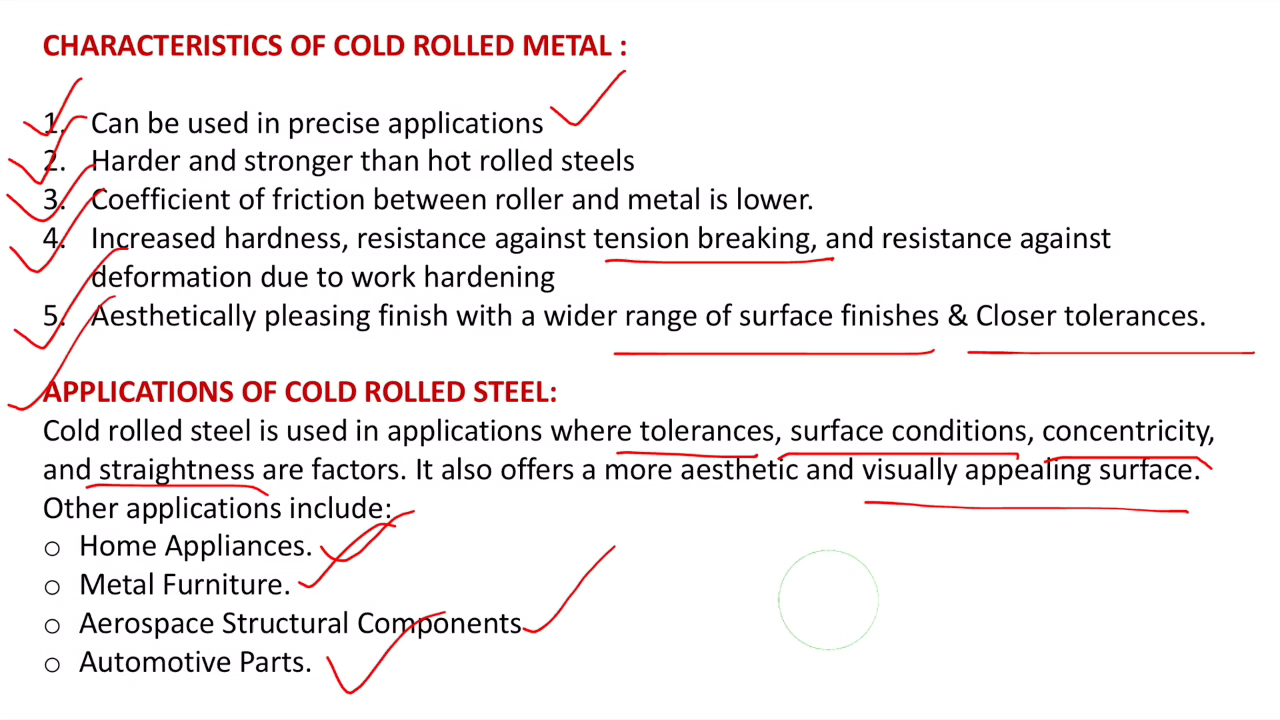 CHARACTERISTICS OF COLD ROLLED METAL :
1. Can be used in precise applications
2. Harder and stronger than hot rolled steels
3. Coefficient of friction between roller and metal is lower.
4. Increased hardness, resistance against tension breaking, and resistance against
deformation due to work hardening
5. Aesthetically pleasing finish with a wider range of surface finishes & Closer tolerances.
APPLICATIONS OF COLD ROLLED STEEL:
Cold rolled steel is used in applications where tolerances, surface conditions, concentricity,
and straightness are factors. It also offers a more aesthetic and visually appealing surface.
Other applications include:
o Home Appliances.
o Metal Furniture.
o Aerospace Structural Components
o Automotive Parts.